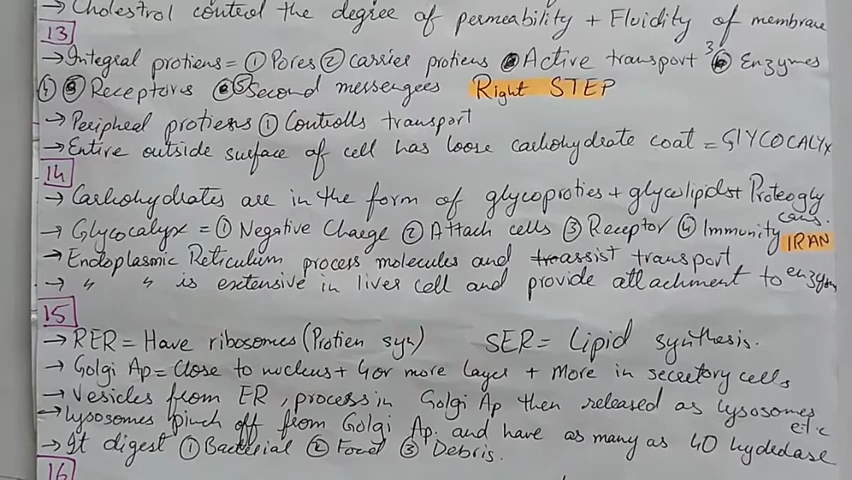 → Cholestrol control the degree of permeability + Fluidity of membrane
13
→ Integral protiens = ① Pores ② carrier protiens Active transport ③ Enzymes
④ Receptors ⑤ Second messengers Right STEP
→ Peripheal protiens ① Controlls transport
→ Entire outside surface of cell has loose carbohydrate coat = GlYCOCALYx
14
→ Carbohydrates are in the form of glycoproties + glycolipidst Proteoglycans.
→ Glycocalyx = ① Negative Charge ② Attach cells ③ Receptor ④ Immunity IRAN
→ Endoplasmic Reticulum process molecules and assist transport
→ " " is extensive in liver cell and provide attachment to enzym
15
→ RER = Have ribosomes (Protien syn) SER = Lipid synthesis.
→ Golgi Ap = Close to nucleus + 4 or more layer + More in secretory cells
→ Vesicles from ER, process in Golgi Ap then released as lysosomes etc
→ lysosomes pinch off from Golgi Ap. and have as many as 40 hydedase
→ It digest ① Bacterial ② Food ③ Debris.
16